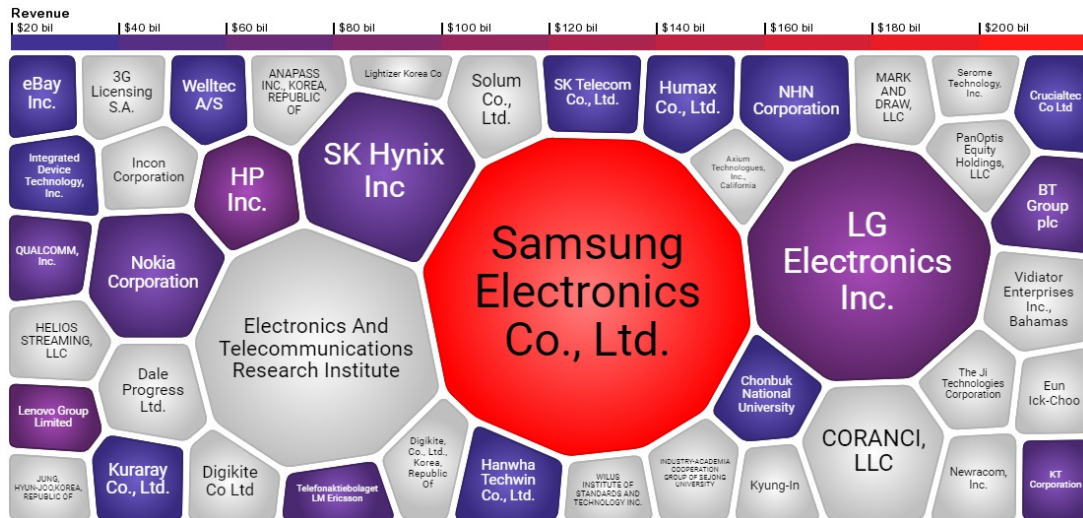 Revenue
$20 bil
$40 bil
$60 bil
$80 bil
$100 bil
$120 bil
$140 bil
$160 bil
$180 bil
$200 bil
eBay
Inc.
3G
Licensing
S.A.
Welltec
A/S
ANAPASS
INC., KOREA,
REPUBLIC
OF
Lightizer Korea Co
Solum
Co.,
Ltd.
SK Telecom
Co., Ltd.
Humax
Co., Ltd.
NHN
Corporation
MARK
AND
DRAW,
LLC
Serome
Technology,
Inc.
Crucialtec
Co Ltd
Integrated
Device
Technology,
Inc.
Incon
Corporation
HP
Inc.
SK Hynix
Inc
Axium
Technologues,
Inc.,
California
PanOptis
Equity
Holdings,
LLC
BT
Group
plc
QUALCOMM,
Inc.
Nokia
Corporation
Samsung
Electronics
Co., Ltd.
LG
Electronics
Inc.
Vidiator
Enterprises
Inc.,
Bahamas
HELIOS
STREAMING,
LLC
Electronics And
Telecommunications
Research Institute
Dale
Progress
Ltd.
Chonbuk
National
University
The Ji
Technologies
Corporation
Eun
Ick-Choo
Lenovo Group
Limited
CORANCI,
LLC
JUNG,
HYUN-JOO,KOREA,
REPUBLIC OF
Kuraray
Co., Ltd.
Digikite
Co Ltd
Telefonaktiebolaget
LM Ericsson
Digikite,
Co., Ltd.,
Korea,
Republic
Of
Hanwha
Techwin
Co., Ltd.
WILUS
INSTITUTE OF
STANDARDS AND
TECHNOLOGY INC.
INDUSTRY-ACADEMIA
COOPERATION
GROUP OF SEJONG
UNIVERSITY
Kyung-In
Newracom,
Inc.
KT
Corporation